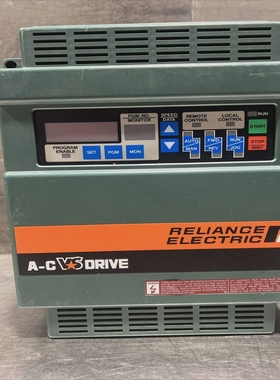 PGM. NO.
MONITOR
SPEED
DATA
REMOTE
CONTROL
LOCAL
CONTROL
RUN
PROGRAM
ENABLE
SET
PGM
MON
AUTO
MAN
FWD
REV
RUN
JOG
START
STOP
RESET
RELIANCE
ELECTRIC
A-C VS DRIVE